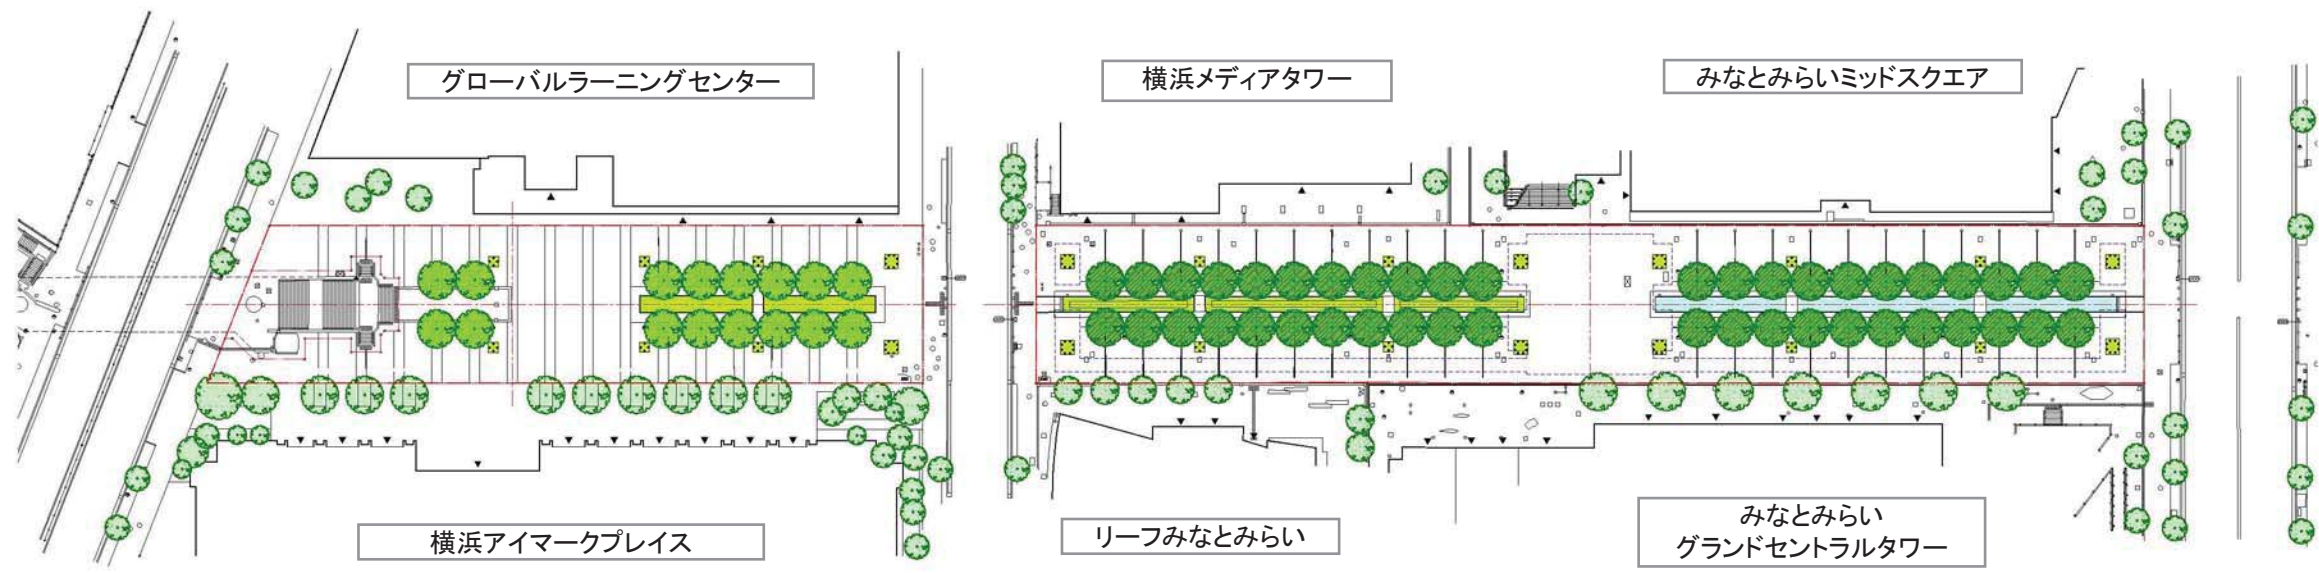 グローバルラーニングセンター
横浜メディアタワー
みなとみらいミッドスクエア
横浜アイマークプレイス
リーフみなとみらい
みなとみらい
グランドセントラルタワー